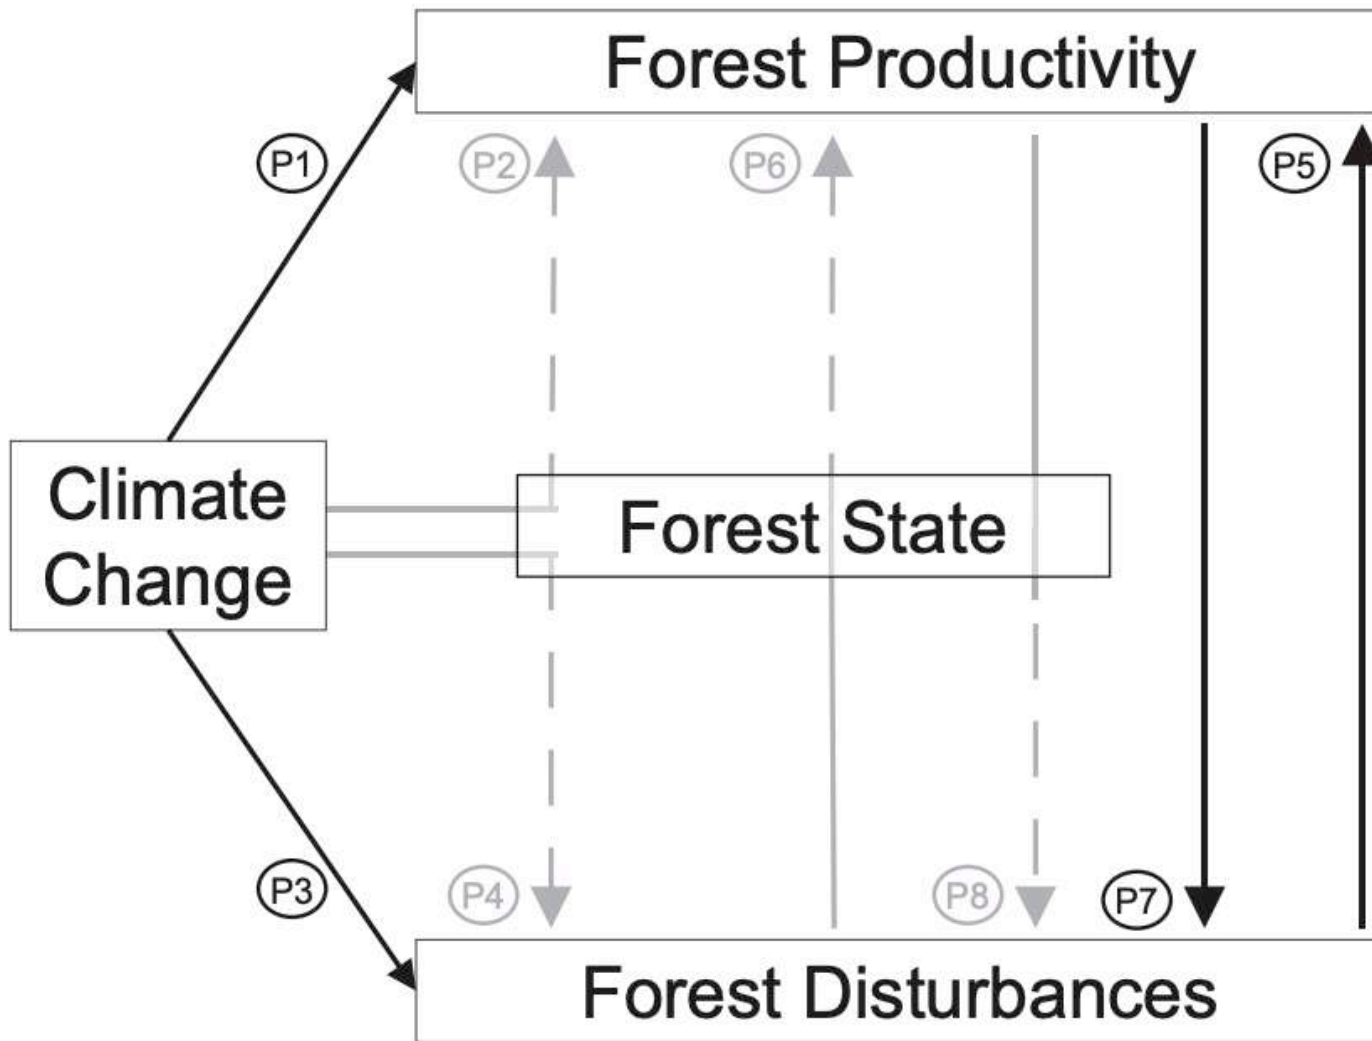 Forest Productivity
P1
P2
P6
P5
Climate
Change
Forest State
P3
P4
P8
P7
Forest Disturbances